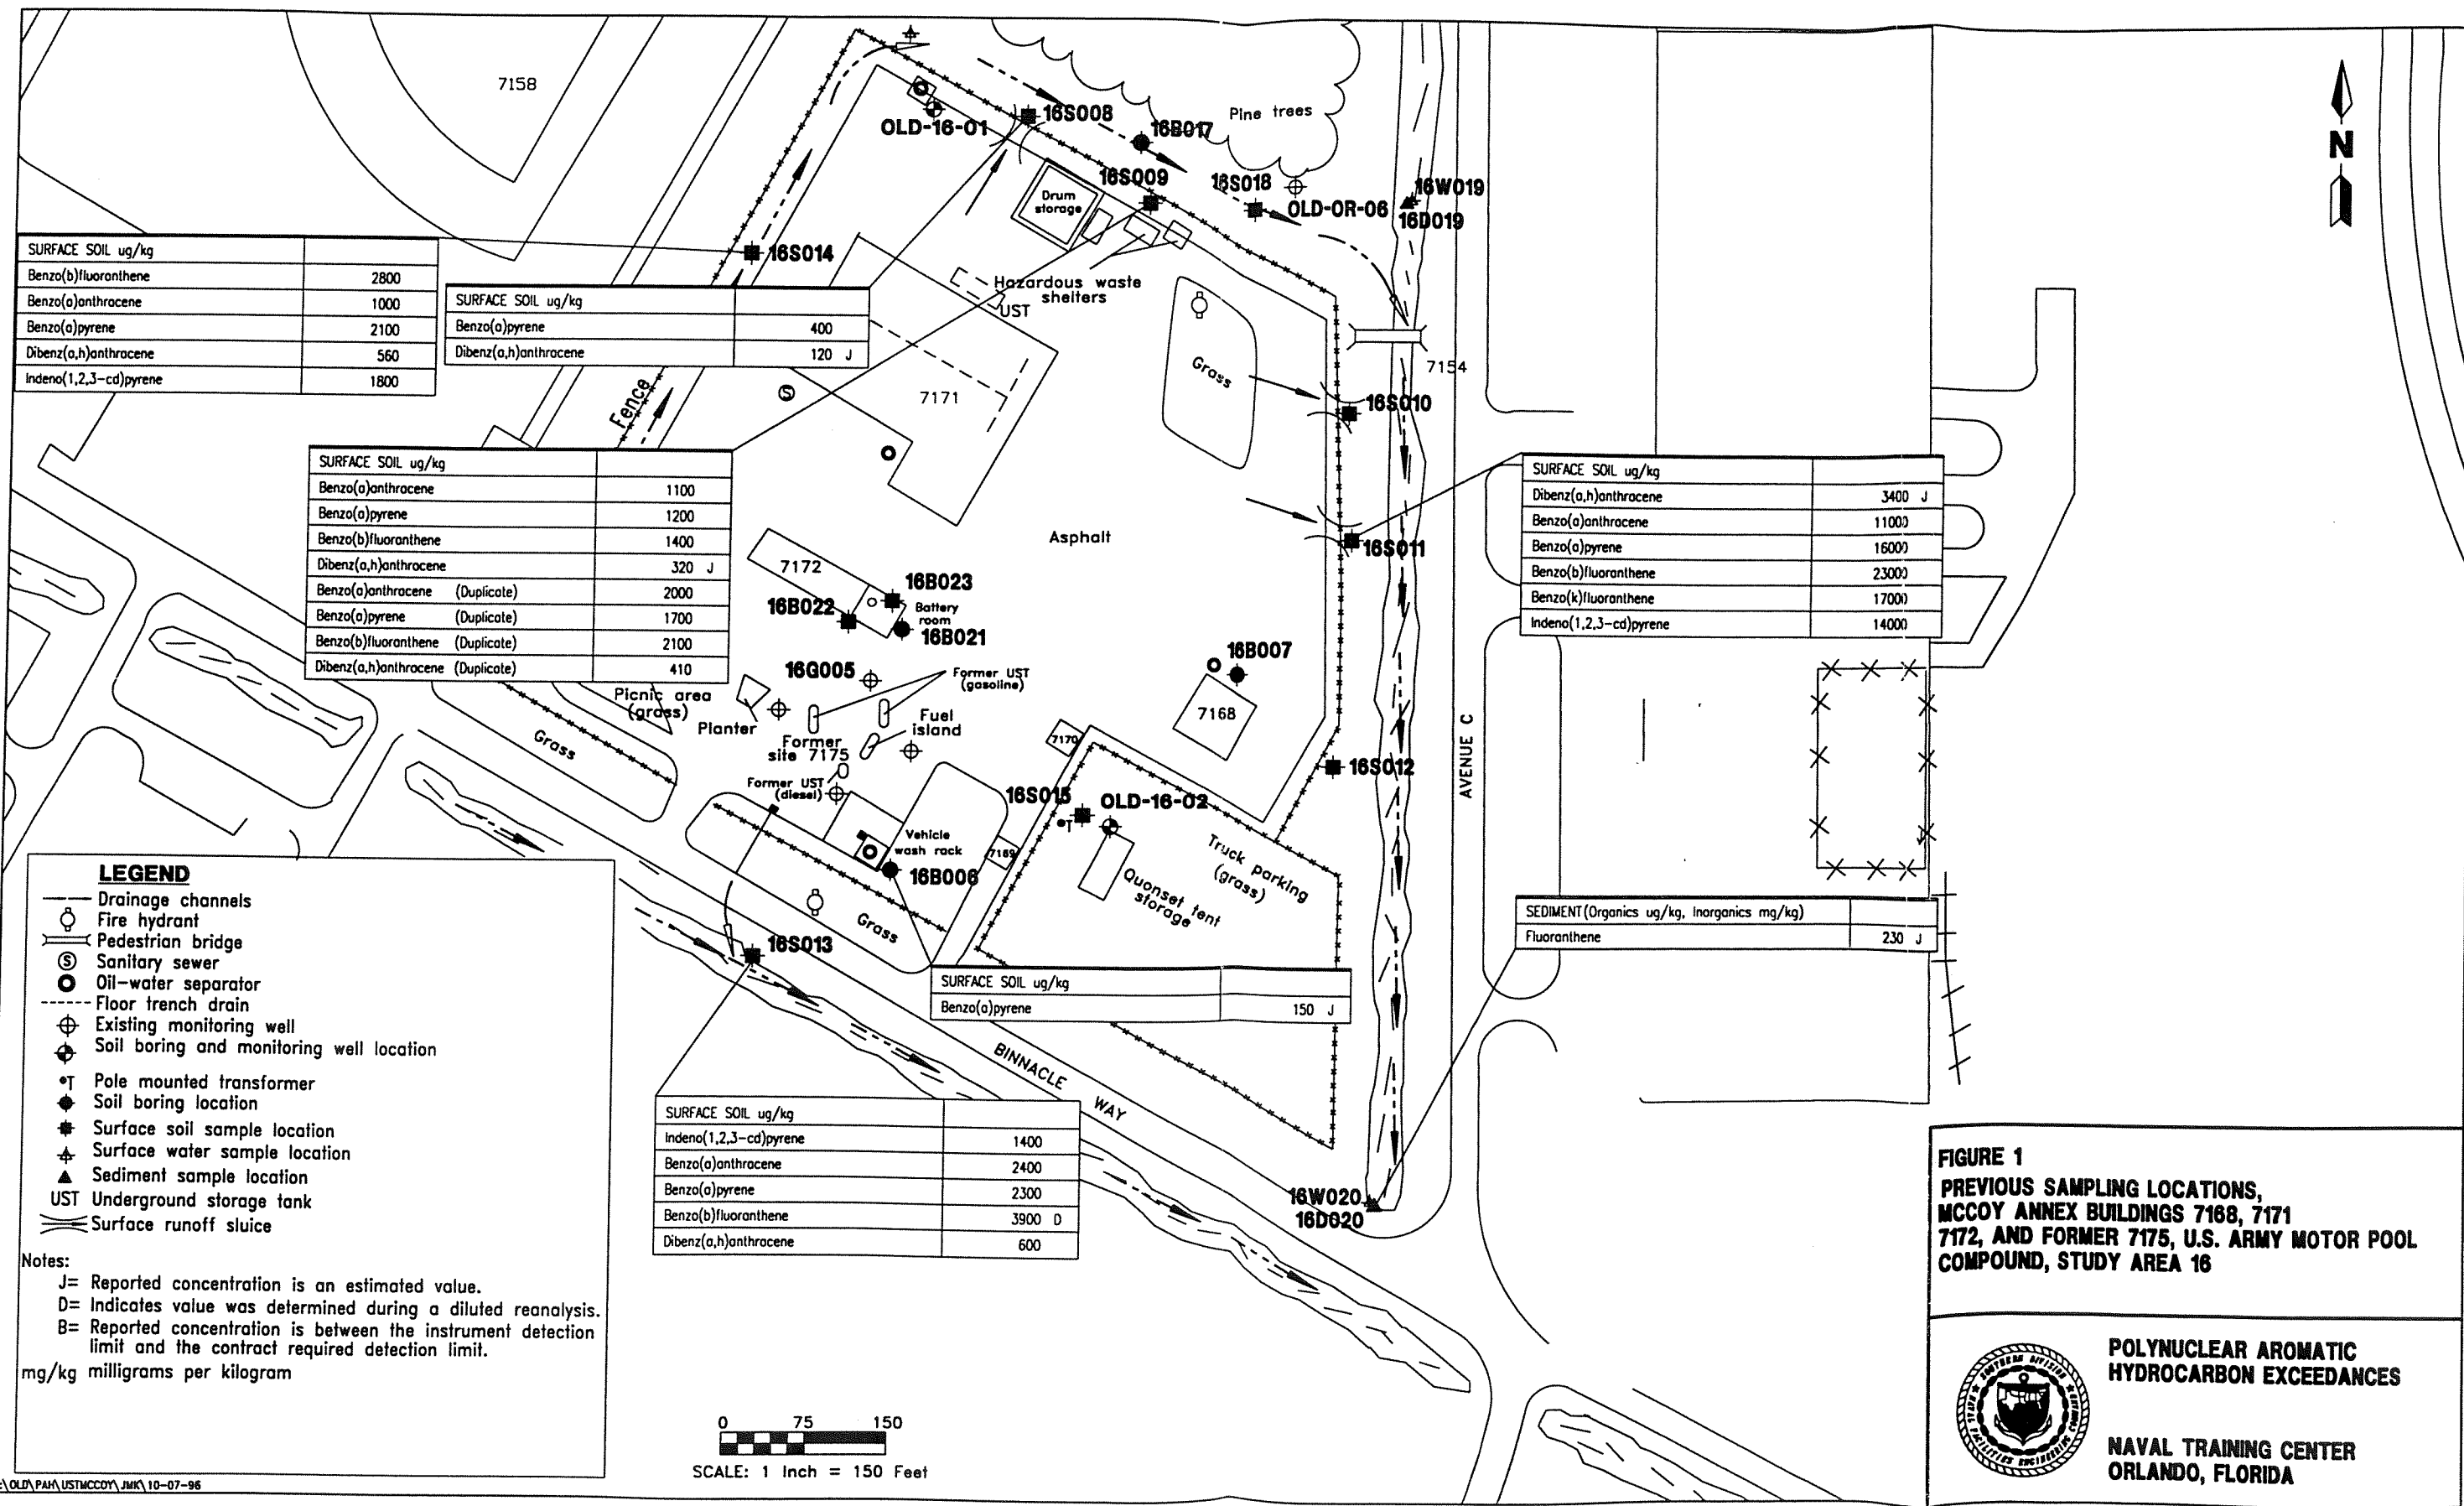 7158
OLD-16-01
16S008
16B017
Pine trees
16S009
16S018
OLD-OR-06
16W019
16D019
N
Drum
storage
16S014
Hazardous waste
shelters
UST
SURFACE SOIL ug/kg
Benzo(b)fluoranthene 2800
Benzo(a)anthracene 1000
Benzo(a)pyrene 2100
Dibenz(a,h)anthracene 560
Indeno(1,2,3-cd)pyrene 1800
SURFACE SOIL ug/kg
Benzo(a)pyrene 400
Dibenz(a,h)anthracene 120 J
Fence
S
7171
Grass
7154
16S010
SURFACE SOIL ug/kg
Benzo(a)anthracene 1100
Benzo(a)pyrene 1200
Benzo(b)fluoranthene 1400
Dibenz(a,h)anthracene 320 J
Benzo(a)anthracene (Duplicate) 2000
Benzo(a)pyrene (Duplicate) 1700
Benzo(b)fluoranthene (Duplicate) 2100
Dibenz(a,h)anthracene (Duplicate) 410
Asphalt
16S011
SURFACE SOIL ug/kg
Dibenz(a,h)anthracene 3400 J
Benzo(a)anthracene 11000
Benzo(a)pyrene 16000
Benzo(b)fluoranthene 23000
Benzo(k)fluoranthene 17000
Indeno(1,2,3-cd)pyrene 14000
7172
16B023
16B022
Battery
room
16B021
16G005
Former UST
(gasoline)
16B007
7168
Picnic area
(grass)
Planter
Former
site 7175
Fuel
island
Grass
7170
AVENUE C
16S012
Former UST
(diesel)
16S015
OLD-16-02
T
Vehicle
wash rack
7169
16B006
Truck parking
(grass)
Quonset tent
storage
Grass
16S013
SEDIMENT(Organics ug/kg, Inorganics mg/kg)
Fluoranthene 230 J
SURFACE SOIL ug/kg
Benzo(a)pyrene 150 J
BINNACLE WAY
SURFACE SOIL ug/kg
Indeno(1,2,3-cd)pyrene 1400
Benzo(a)anthracene 2400
Benzo(a)pyrene 2300
Benzo(b)fluoranthene 3900 D
Dibenz(a,h)anthracene 600
16W020
16D020
LEGEND
Drainage channels
Fire hydrant
Pedestrian bridge
S Sanitary sewer
Oil-water separator
Floor trench drain
Existing monitoring well
Soil boring and monitoring well location
T Pole mounted transformer
Soil boring location
Surface soil sample location
Surface water sample location
Sediment sample location
UST Underground storage tank
Surface runoff sluice
Notes:
J= Reported concentration is an estimated value.
D= Indicates value was determined during a diluted reanalysis.
B= Reported concentration is between the instrument detection
limit and the contract required detection limit.
mg/kg milligrams per kilogram
0 75 150
SCALE: 1 Inch = 150 Feet
FIGURE 1
PREVIOUS SAMPLING LOCATIONS,
MCCOY ANNEX BUILDINGS 7168, 7171
7172, AND FORMER 7175, U.S. ARMY MOTOR POOL
COMPOUND, STUDY AREA 16
POLYNUCLEAR AROMATIC
HYDROCARBON EXCEEDANCES
NAVAL TRAINING CENTER
ORLANDO, FLORIDA
SOUTHERN DIVISION
:\OLD\PAH\USTMCCOY\JMK\10-07-96